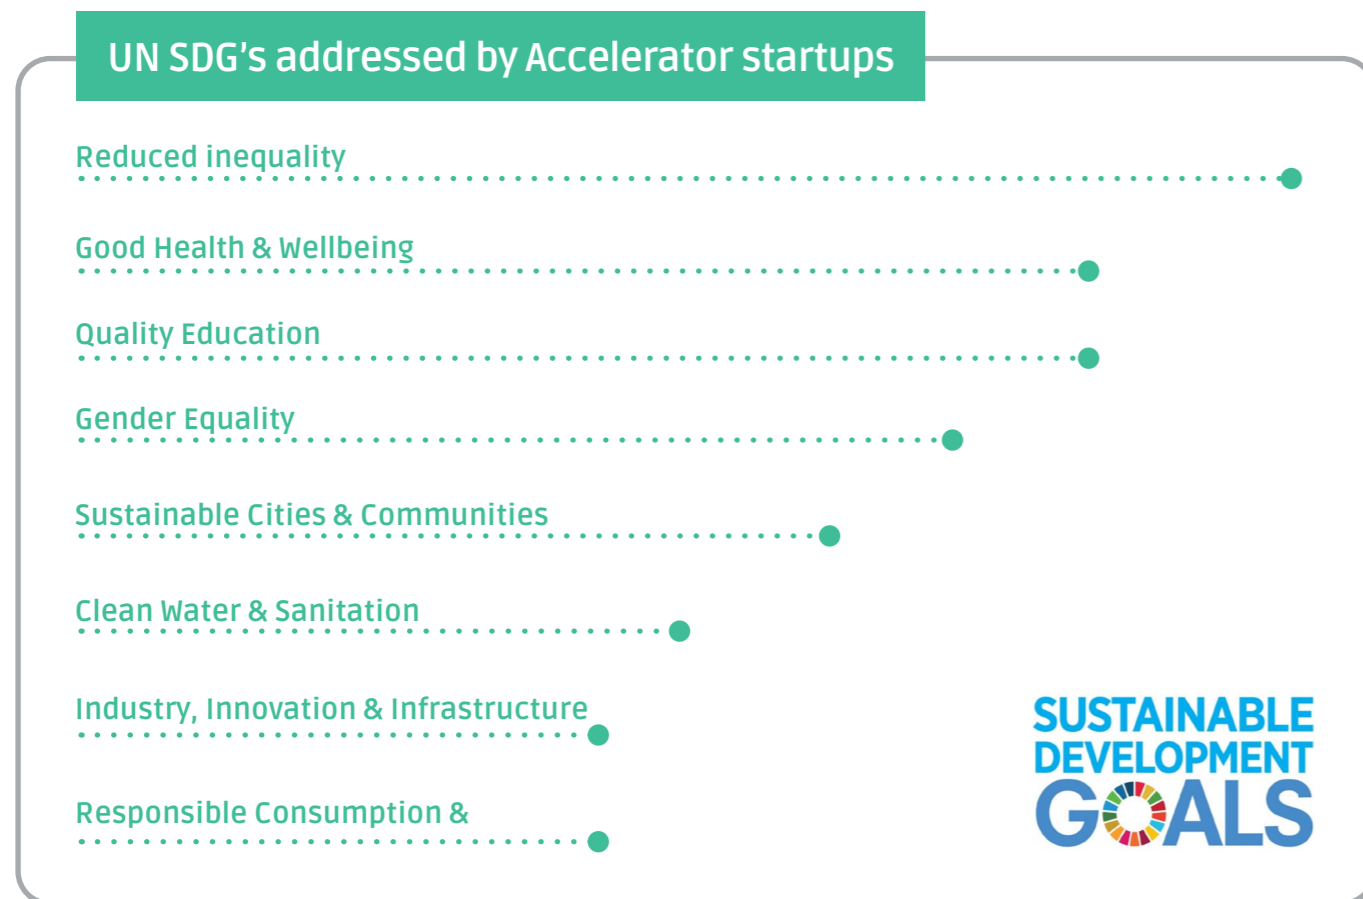 UN SDG’s addressed by Accelerator startups
Reduced inequality
Good Health & Wellbeing
Quality Education
Gender Equality
Sustainable Cities & Communities
Clean Water & Sanitation
Industry, Innovation & Infrastructure
Responsible Consumption &
SUSTAINABLE
DEVELOPMENT
GOALS